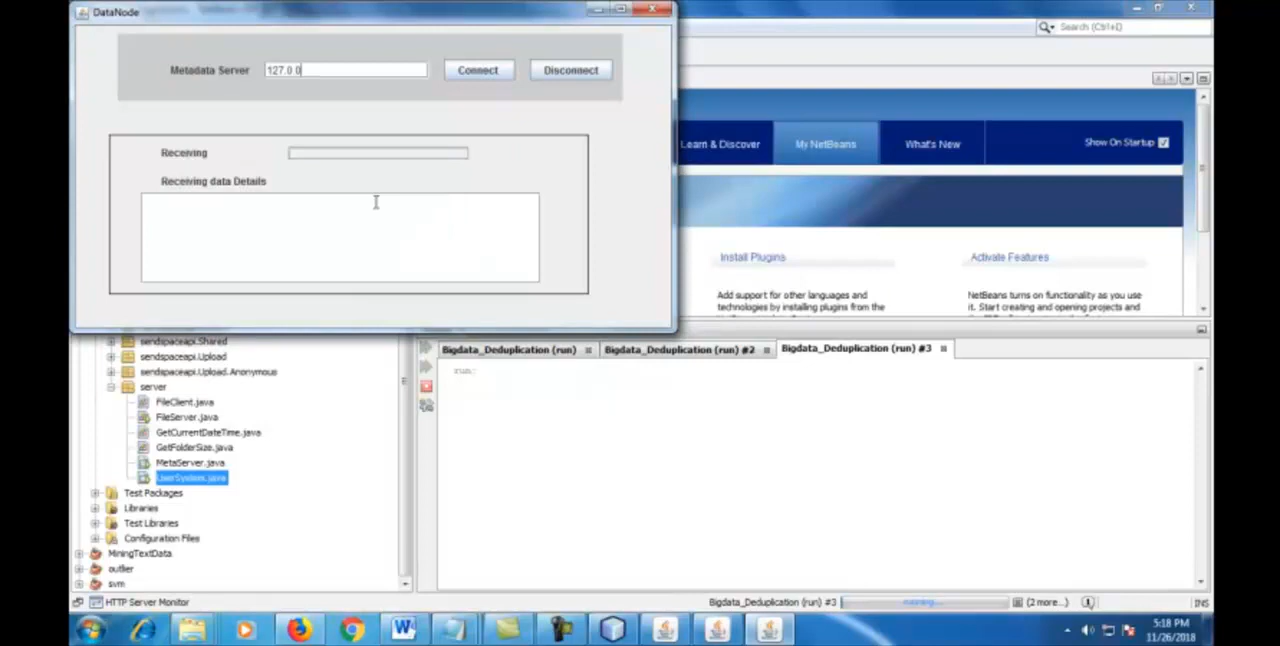 DataNode
Search (Ctrl+I)
Metadata Server 127.0 0 Connect Disconnect
Learn & Discover My NetBeans What's New Show On Startup
Receiving
Receiving data Details
Install Plugins Activate Features
Add support for other languages and NetBeans turns on functionality as you use
technologies by installing plugins from the it. Start creating and opening projects and
sendspaceapi.Shared
Bigdata_Deduplication (run) Bigdata_Deduplication (run) #2 Bigdata_Deduplication (run) #3
sendspaceapi.Upload
run:
sendspaceapi.Upload.Anonymous
server
FileClient.java
FileServer.java
GetCurrentDateTime.java
GetFolderSize.java
MetaServer.java
UserSystem.java
Test Packages
Libraries
Test Libraries
Configuration Files
MiningTextData
outlier
svm
HTTP Server Monitor Bigdata_Deduplication (run) #3 running... (2 more...) INS
5:18 PM
11/26/2018